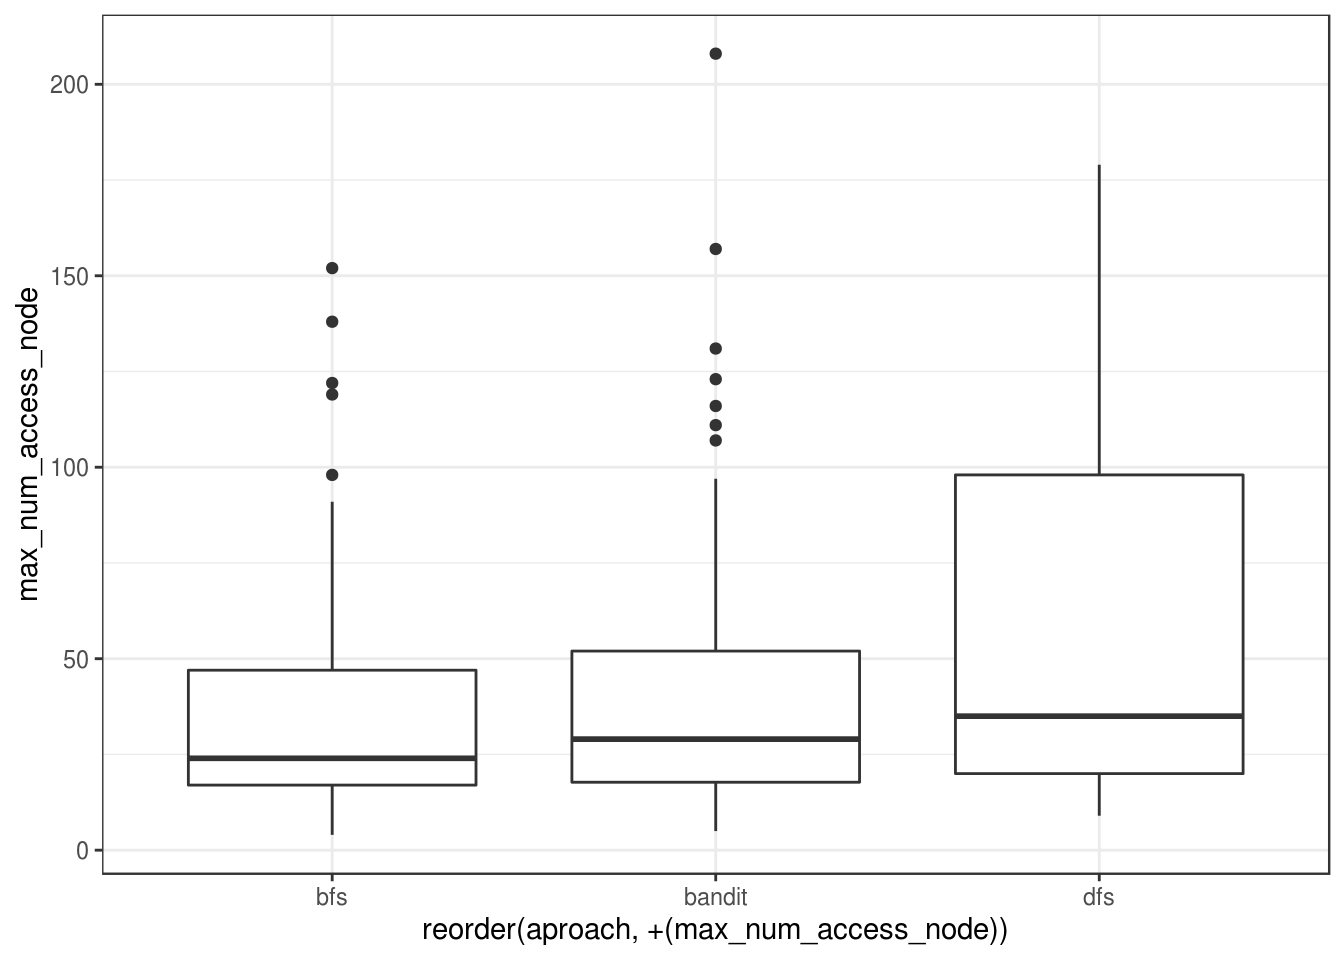 max_num_access_node
200
150
100
50
0
bfs
bandit
dfs
reorder(aproach, +(max_num_access_node))